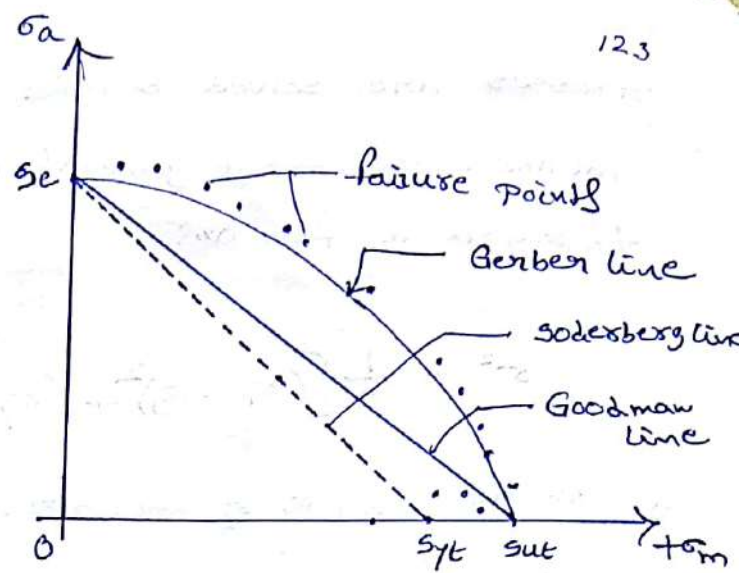 σa
123
Se
failure points
Gerber line
soderberg line
Goodman
line
0
Syt
Sut
+σm